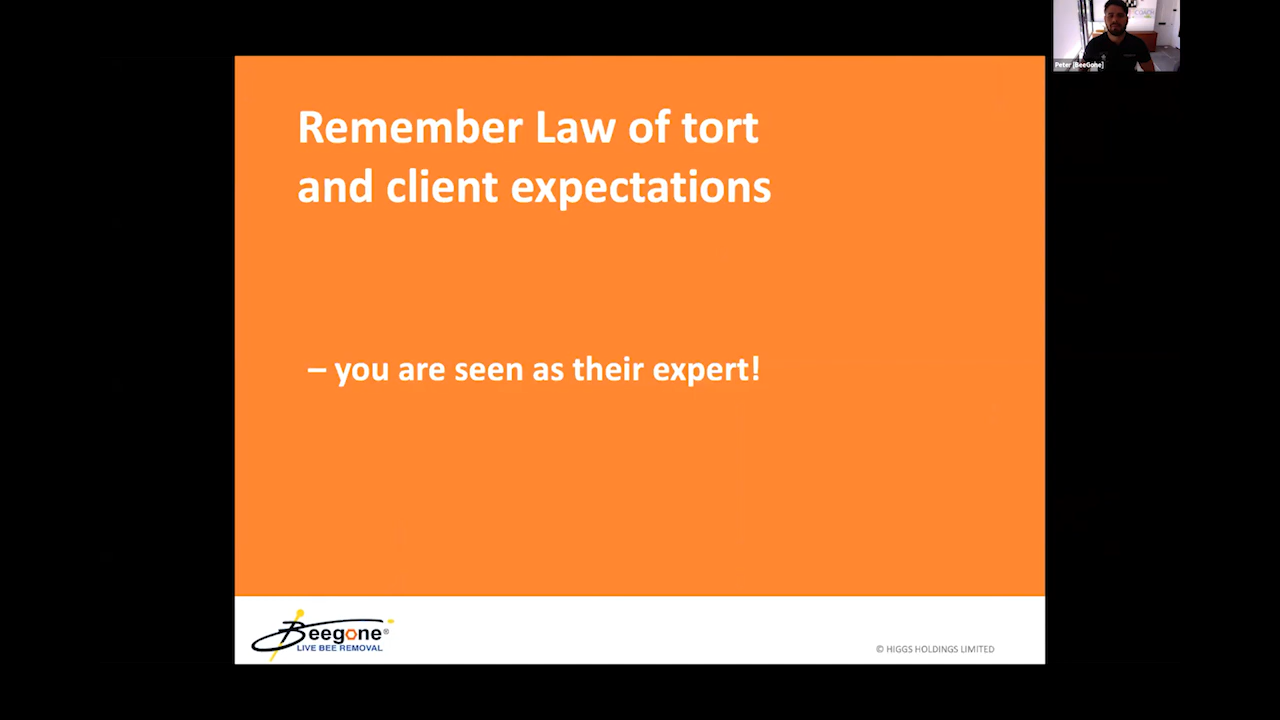 Remember Law of tort
and client expectations
– you are seen as their expert!
Beegone®
LIVE BEE REMOVAL
© HIGGS HOLDINGS LIMITED
Peter [BeeGone]